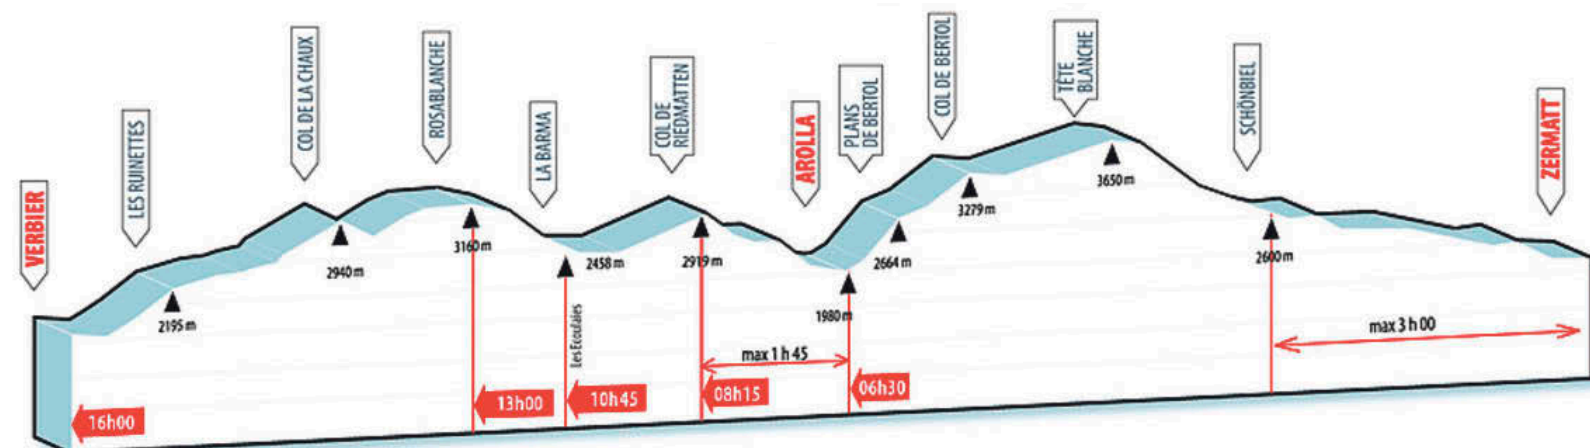 VERBIER
LES RUINETTES
COL DE LA CHAUX
ROSABLANCHE
LA BARMA
COL DE
RIEDMATTEN
AROLLA
PLANS
DE BERTOL
COL DE BERTOL
TÊTE
BLANCHE
SCHÖNBIEL
ZERMATT
2195 m
2940 m
3160 m
2458 m
2919 m
1980 m
2664 m
3279 m
3650 m
2600 m
Les Ecoulaies
max 1 h 45
max 3 h 00
16h00
13h00
10h45
08h15
06h30